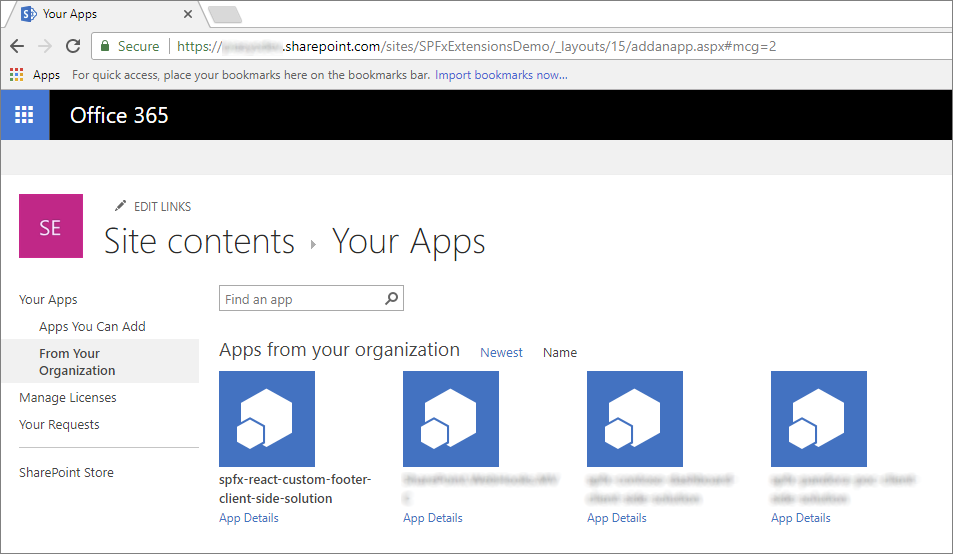 Your Apps
Secure https://.sharepoint.com/sites/SPFxExtensionsDemo/_layouts/15/addanapp.aspx#mcg=2
Apps For quick access, place your bookmarks here on the bookmarks bar. Import bookmarks now...
Office 365
SE
EDIT LINKS
Site contents ▸ Your Apps
Your Apps
Apps You Can Add
From Your
Organization
Manage Licenses
Your Requests
SharePoint Store
Find an app
Apps from your organization Newest Name
spfx-react-custom-footer-
client-side-solution
App Details
App Details
App Details
App Details